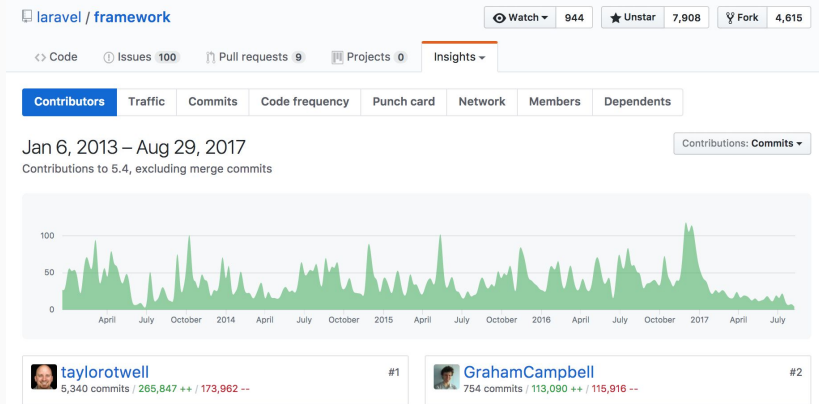 laravel / framework
Watch 944 Unstar 7,908 Fork 4,615
Code Issues 100 Pull requests 9 Projects 0 Insights
Contributors Traffic Commits Code frequency Punch card Network Members Dependents
Jan 6, 2013 – Aug 29, 2017
Contributions: Commits
Contributions to 5.4, excluding merge commits
100
50
0
April July October 2014 April July October 2015 April July October 2016 April July October 2017 April July
taylorotwell #1
5,340 commits / 265,847 ++ / 173,962 --
GrahamCampbell #2
754 commits / 113,090 ++ / 115,916 --